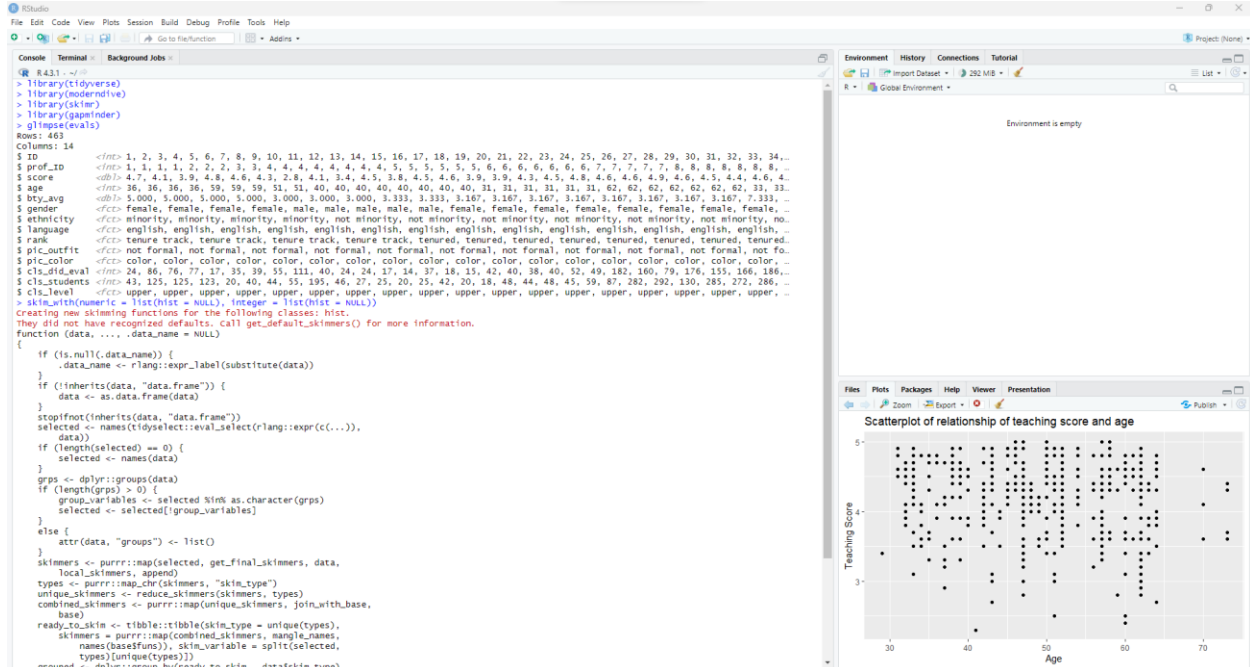 RStudio
File Edit Code View Plots Session Build Debug Profile Tools Help
Go to file/function Addins
Project: (None)
Console Terminal Background Jobs
R 4.3.1 · ~/
> library(tidyverse)
> library(moderndive)
> library(skimr)
> library(gapminder)
> glimpse(evals)
Rows: 463
Columns: 14
$ ID <int> 1, 2, 3, 4, 5, 6, 7, 8, 9, 10, 11, 12, 13, 14, 15, 16, 17, 18, 19, 20, 21, 22, 23, 24, 25, 26, 27, 28, 29, 30, 31, 32, 33, 34,…
$ prof_ID <int> 1, 1, 1, 1, 2, 2, 2, 3, 3, 4, 4, 4, 4, 4, 4, 4, 4, 5, 5, 5, 5, 5, 5, 6, 6, 6, 6, 6, 6, 6, 7, 7, 7, 7, 7, 8, 8, 8, 8, 8, 8, 8,…
$ score <dbl> 4.7, 4.1, 3.9, 4.8, 4.6, 4.3, 2.8, 4.1, 3.4, 4.5, 3.8, 4.5, 4.6, 3.9, 3.9, 4.3, 4.5, 4.8, 4.6, 4.6, 4.9, 4.6, 4.5, 4.4, 4.6, 4…
$ age <int> 36, 36, 36, 36, 59, 59, 59, 51, 51, 40, 40, 40, 40, 40, 40, 40, 40, 31, 31, 31, 31, 31, 31, 62, 62, 62, 62, 62, 62, 62, 33, 33…
$ bty_avg <dbl> 5.000, 5.000, 5.000, 5.000, 3.000, 3.000, 3.000, 3.333, 3.333, 3.167, 3.167, 3.167, 3.167, 3.167, 3.167, 3.167, 3.167, 7.333, …
$ gender <fct> female, female, female, female, male, male, male, male, male, female, female, female, female, female, female, female, female, …
$ ethnicity <fct> minority, minority, minority, minority, not minority, not minority, not minority, not minority, not minority, no…
$ language <fct> english, english, english, english, english, english, english, english, english, english, english, english, english, english, …
$ rank <fct> tenure track, tenure track, tenure track, tenure track, tenured, tenured, tenured, tenured, tenured, tenured, tenured, tenured…
$ pic_outfit <fct> not formal, not formal, not formal, not formal, not formal, not formal, not formal, not formal, not formal, not formal, not fo…
$ pic_color <fct> color, color, color, color, color, color, color, color, color, color, color, color, color, color, color, color, color, color, …
$ cls_did_eval <int> 24, 86, 76, 77, 17, 35, 39, 55, 111, 40, 24, 24, 17, 14, 37, 18, 15, 42, 40, 38, 40, 52, 49, 182, 160, 79, 176, 155, 166, 186,…
$ cls_students <int> 43, 125, 125, 123, 20, 40, 44, 55, 195, 46, 27, 25, 20, 25, 42, 20, 18, 48, 44, 48, 45, 59, 87, 282, 292, 130, 285, 272, 286, …
$ cls_level <fct> upper, upper, upper, upper, upper, upper, upper, upper, upper, upper, upper, upper, upper, upper, upper, upper, upper, upper, …
> skim_with(numeric = list(hist = NULL), integer = list(hist = NULL))
Creating new skimming functions for the following classes: hist.
They did not have recognized defaults. Call get_default_skimmers() for more information.
function (data, ..., .data_name = NULL)
{
if (is.null(.data_name)) {
.data_name <- rlang::expr_label(substitute(data))
}
if (!inherits(data, "data.frame")) {
data <- as.data.frame(data)
}
stopifnot(inherits(data, "data.frame"))
selected <- names(tidyselect::eval_select(rlang::expr(c(...)),
data))
if (length(selected) == 0) {
selected <- names(data)
}
grps <- dplyr::groups(data)
if (length(grps) > 0) {
group_variables <- selected %in% as.character(grps)
selected <- selected[!group_variables]
}
else {
attr(data, "groups") <- list()
}
skimmers <- purrr::map(selected, get_final_skimmers, data,
local_skimmers, append)
types <- purrr::map_chr(skimmers, "skim_type")
unique_skimmers <- reduce_skimmers(skimmers, types)
combined_skimmers <- purrr::map(unique_skimmers, join_with_base,
base)
ready_to_skim <- tibble::tibble(skim_type = unique(types),
skimmers = purrr::map(combined_skimmers, mangle_names,
names(base$funs)), skim_variable = split(selected,
types)[unique(types)])
grouped <- dplyr::group_by(ready_to_skim, .data$skim_type)
Environment History Connections Tutorial
Import Dataset 292 MiB List
R Global Environment
Environment is empty
Files Plots Packages Help Viewer Presentation
Zoom Export Publish
Scatterplot of relationship of teaching score and age
5
4
3
Teaching Score
30 40 50 60 70
Age